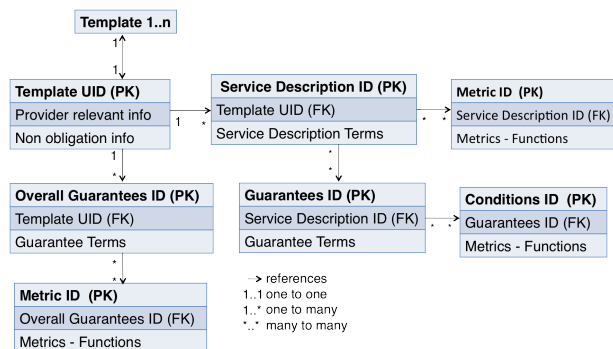 Template 1..n
1
1
Template UID (PK)
Provider relevant info
Non obligation info
1
*
Service Description ID (PK)
Template UID (FK)
Service Description Terms
*
*
Metric ID (PK)
Service Description ID (FK)
Metrics - Functions
1
*
*
*
Overall Guarantees ID (PK)
Template UID (FK)
Guarantee Terms
Guarantees ID (PK)
Service Description ID (FK)
Guarantee Terms
*
*
Conditions ID (PK)
Guarantees ID (FK)
Metrics - Functions
*
*
Metric ID (PK)
Overall Guarantees ID (FK)
Metrics - Functions
→ references
1..1 one to one
1..* one to many
*..* many to many